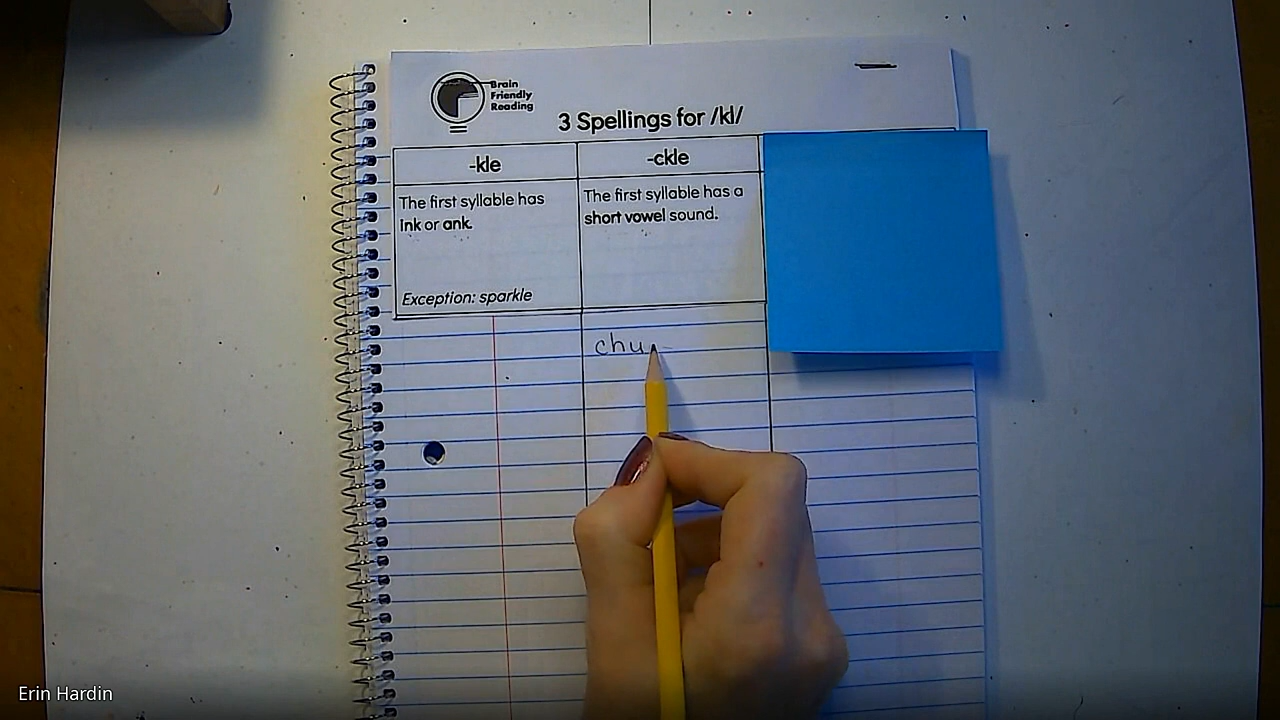 Brain
Friendly
Reading
3 Spellings for /kl/
-kle
-ckle
The first syllable has
ink or ank.
Exception: sparkle
The first syllable has a
short vowel sound.
chu
Erin Hardin